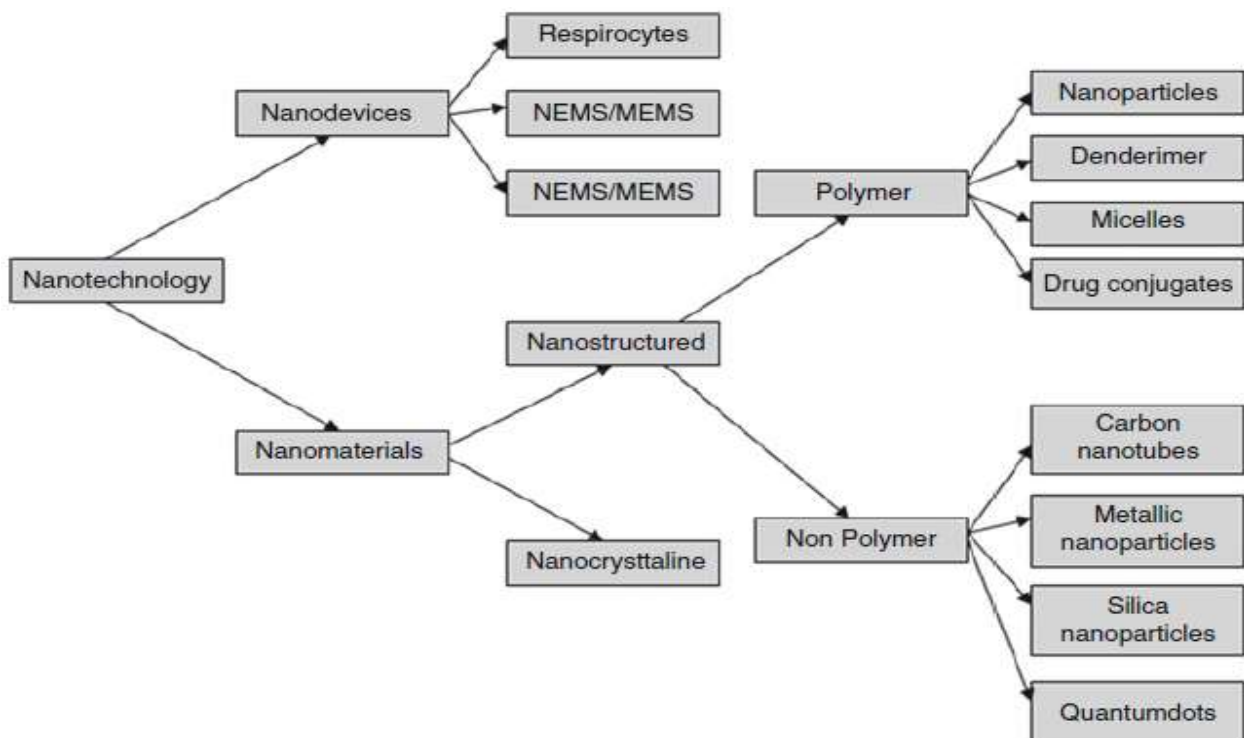 Respirocytes
Nanodevices
NEMS/MEMS
NEMS/MEMS
Nanotechnology
Nanomaterials
Nanostructured
Nanocrysttaline
Polymer
Non Polymer
Nanoparticles
Denderimer
Micelles
Drug conjugates
Carbon
nanotubes
Metallic
nanoparticles
Silica
nanoparticles
Quantumdots